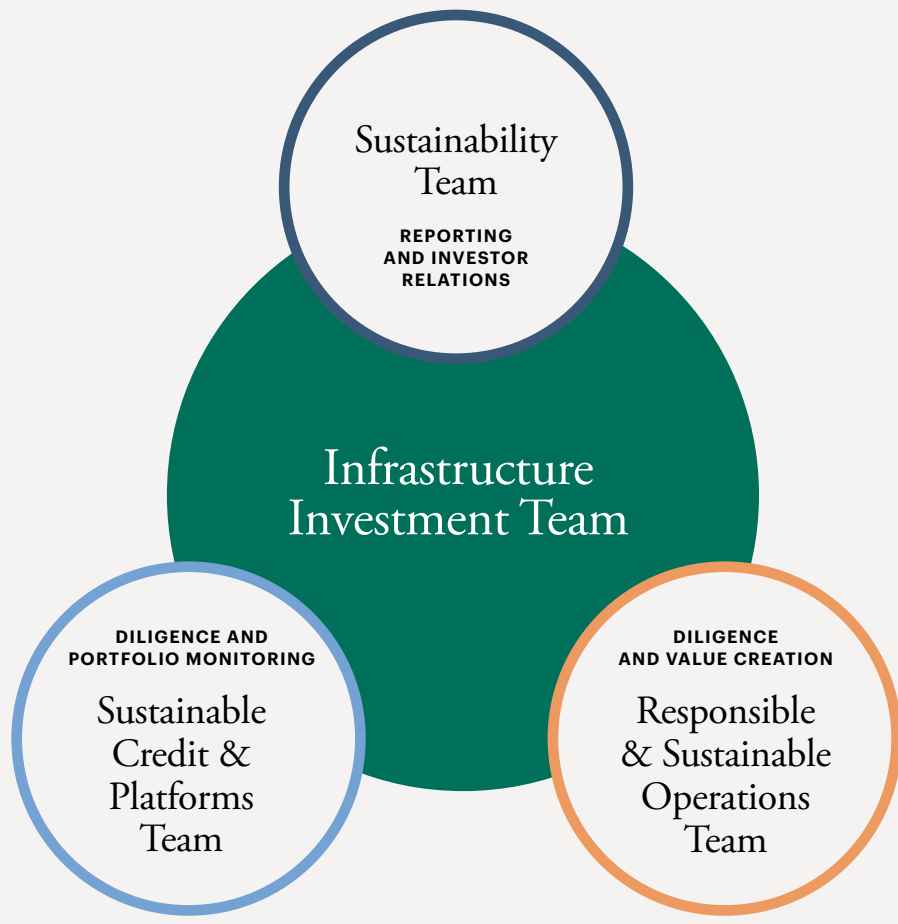 Sustainability
Team
REPORTING
AND INVESTOR
RELATIONS
Infrastructure
Investment Team
DILIGENCE AND
PORTFOLIO MONITORING
Sustainable
Credit &
Platforms
Team
DILIGENCE
AND VALUE CREATION
Responsible
& Sustainable
Operations
Team